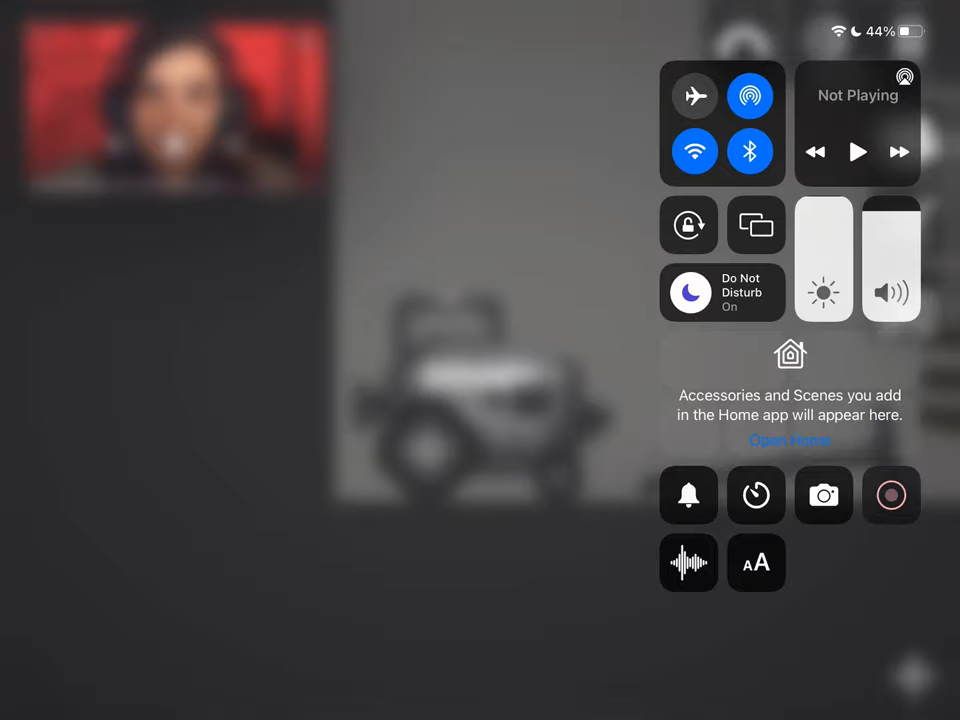 44%
Not Playing
Do Not
Disturb
On
Accessories and Scenes you add
in the Home app will appear here.
Open Home
AA